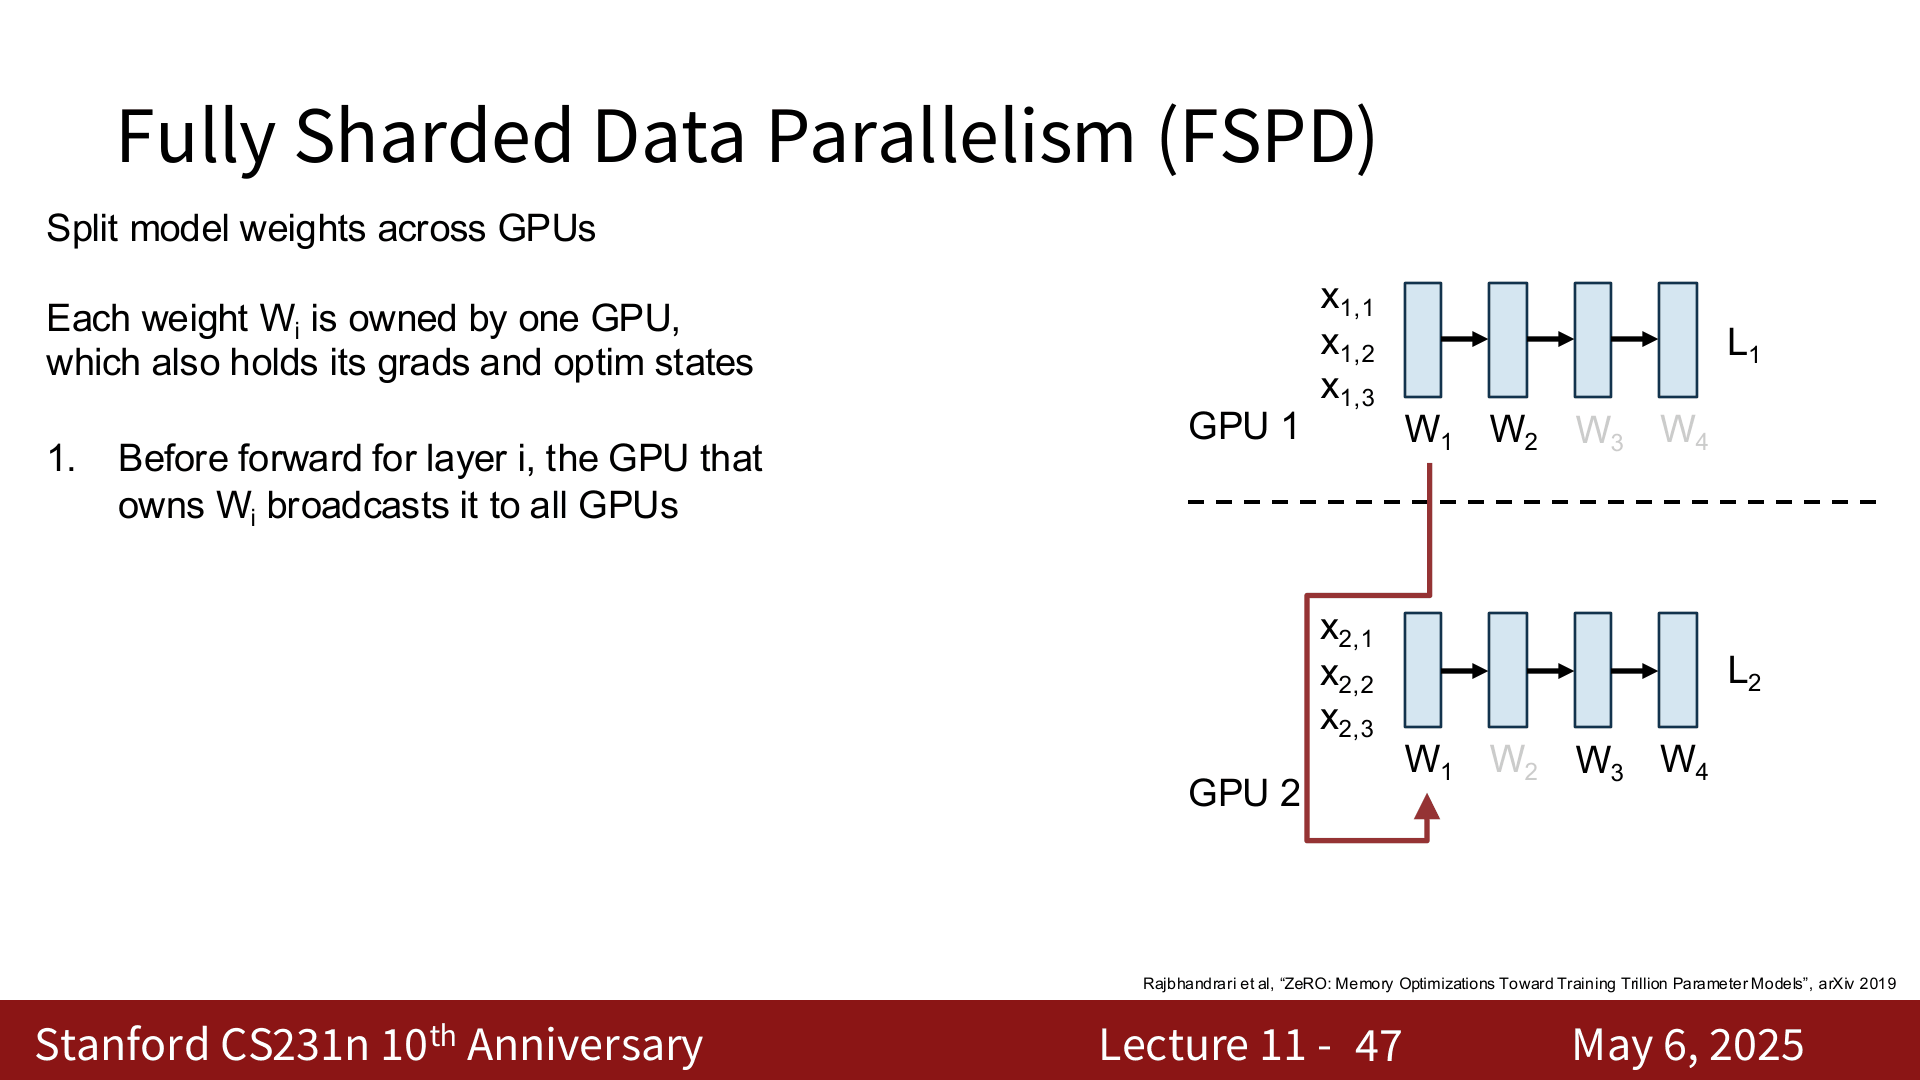 Fully Sharded Data Parallelism (FSPD)
Split model weights across GPUs
Each weight Wi is owned by one GPU,
which also holds its grads and optim states
1. Before forward for layer i, the GPU that
owns Wi broadcasts it to all GPUs
x1,1
x1,2
x1,3
L1
GPU 1
W1 W2 W3 W4
x2,1
x2,2
x2,3
L2
W1 W2 W3 W4
GPU 2
Rajbhandrari et al, “ZeRO: Memory Optimizations Toward Training Trillion Parameter Models”, arXiv 2019
Stanford CS231n 10th Anniversary
Lecture 11 - 47
May 6, 2025